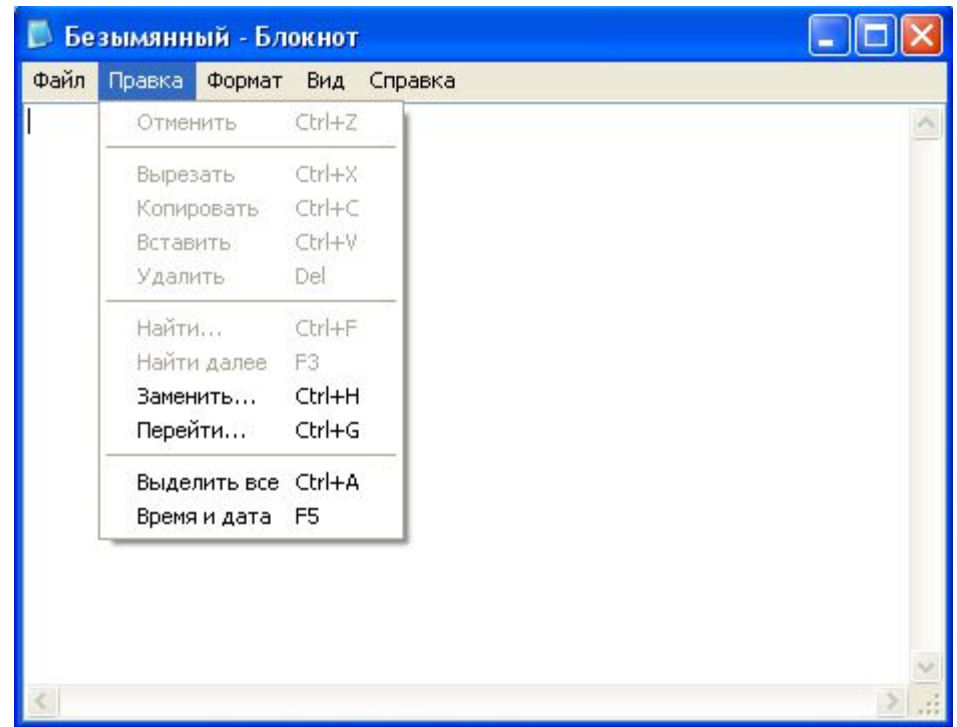 Безымянный - Блокнот
Файл Правка Формат Вид Справка
Отменить Ctrl+Z
Вырезать Ctrl+X
Копировать Ctrl+C
Вставить Ctrl+V
Удалить Del
Найти... Ctrl+F
Найти далее F3
Заменить... Ctrl+H
Перейти... Ctrl+G
Выделить все Ctrl+A
Время и дата F5